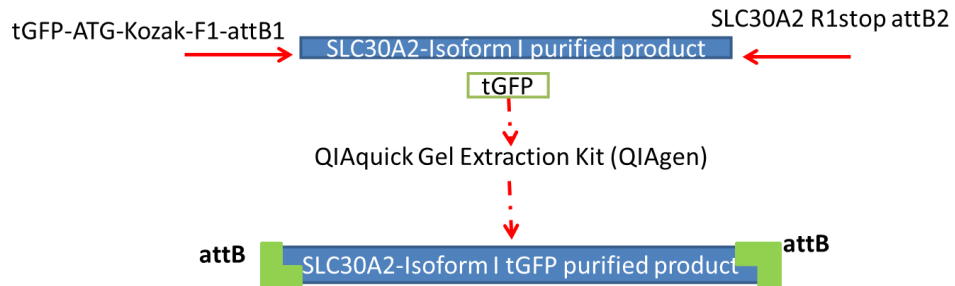 tGFP-ATG-Kozak-F1-attB1
SLC30A2 R1stop attB2
SLC30A2-Isoform I purified product
tGFP
QIAquick Gel Extraction Kit (QIAgen)
attB
attB
SLC30A2-Isoform I tGFP purified product